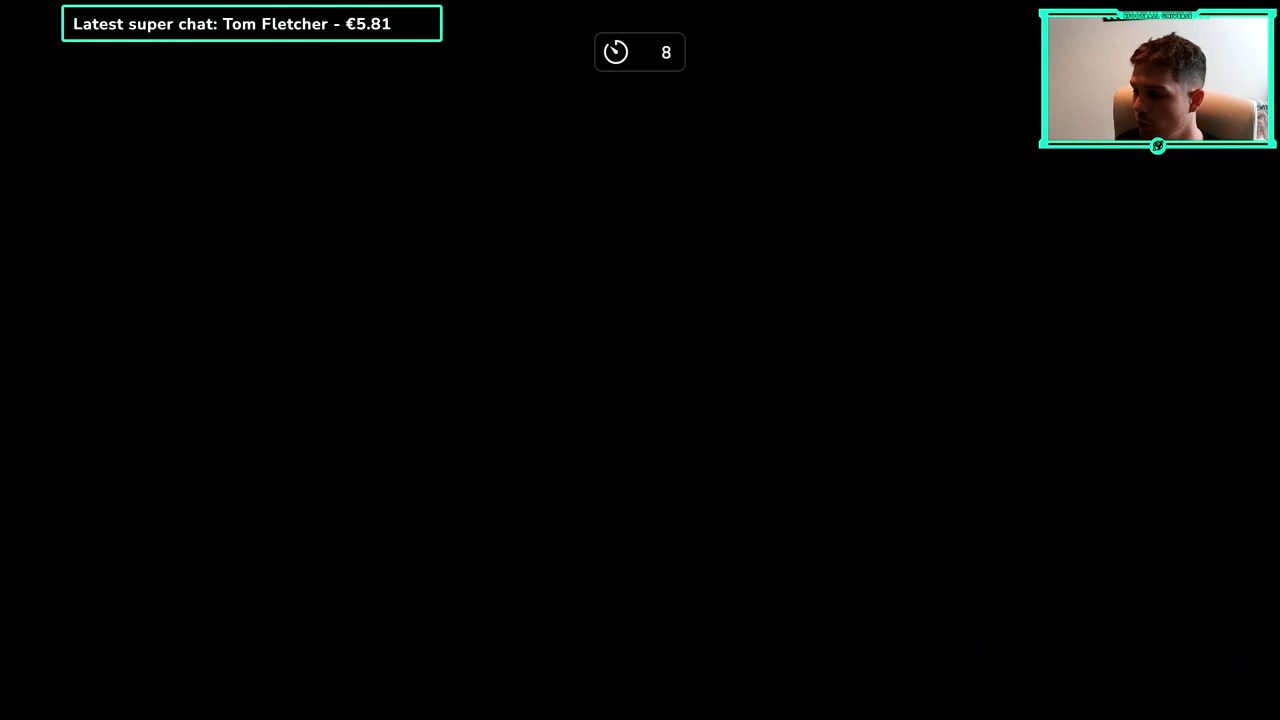 Latest super chat: Tom Fletcher - €5.81
8